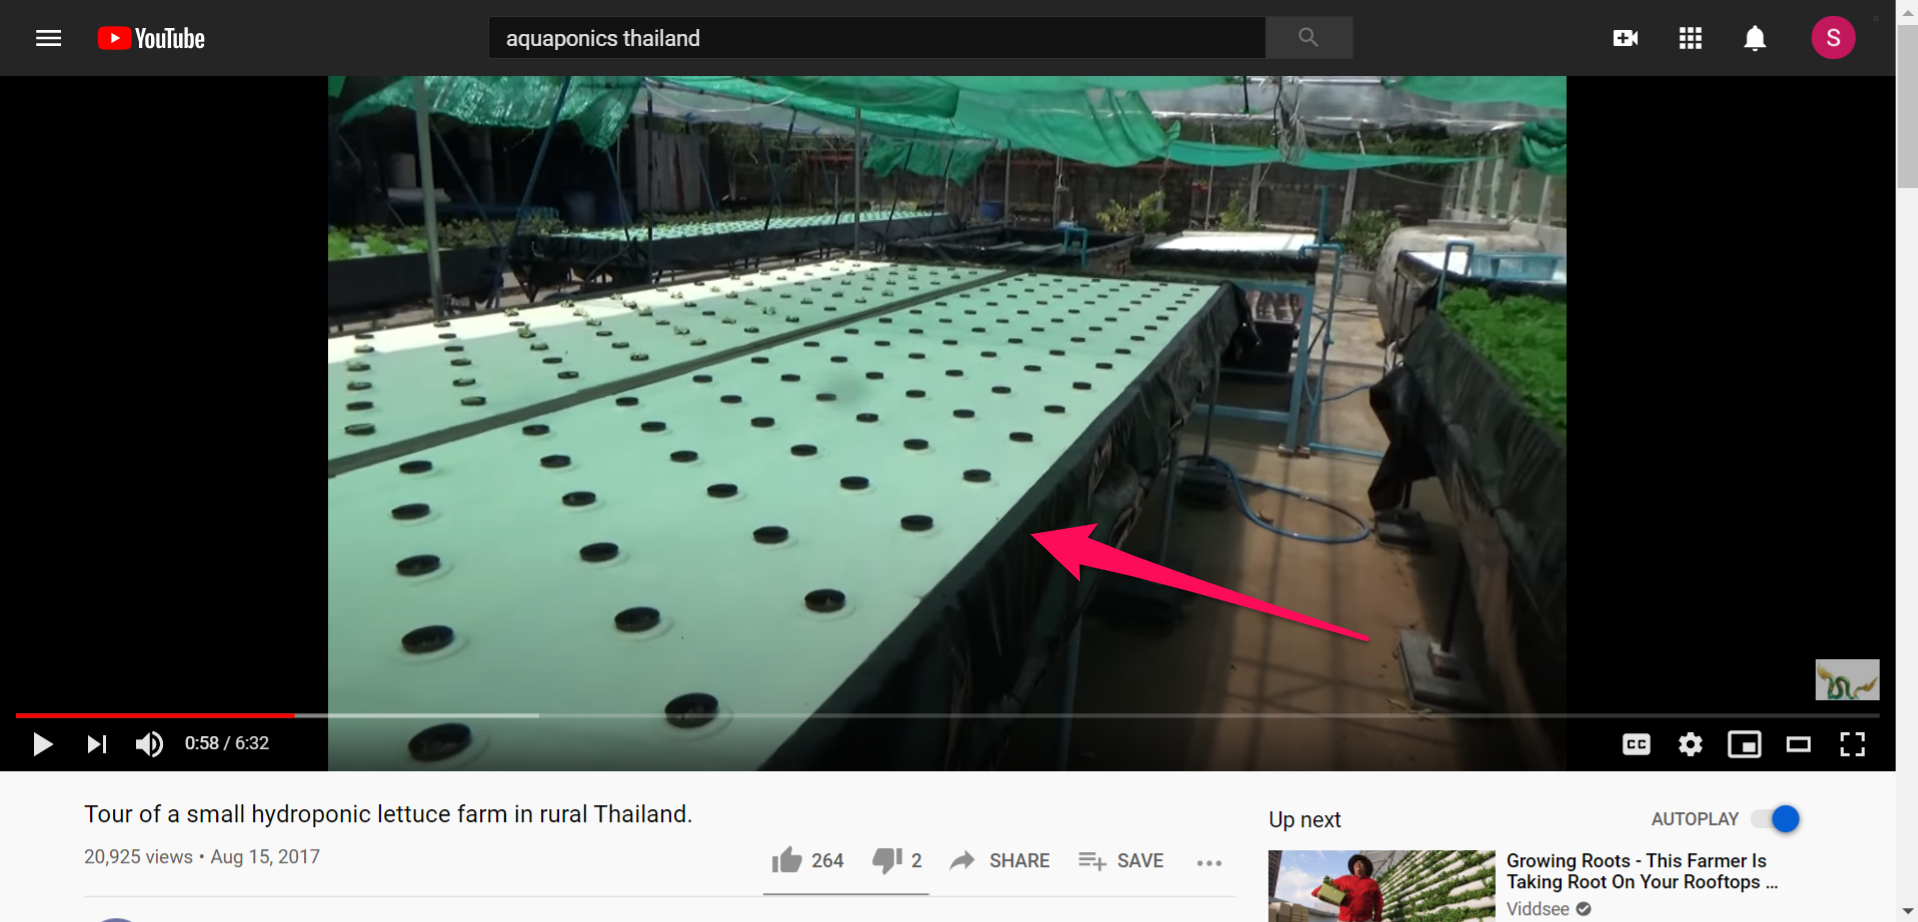 YouTube
aquaponics thailand
S
0:58 / 6:32
CC
Tour of a small hydroponic lettuce farm in rural Thailand.
20,925 views • Aug 15, 2017
264
2
SHARE
SAVE
Up next
AUTOPLAY
Growing Roots - This Farmer Is
Taking Root On Your Rooftops ...
Viddsee